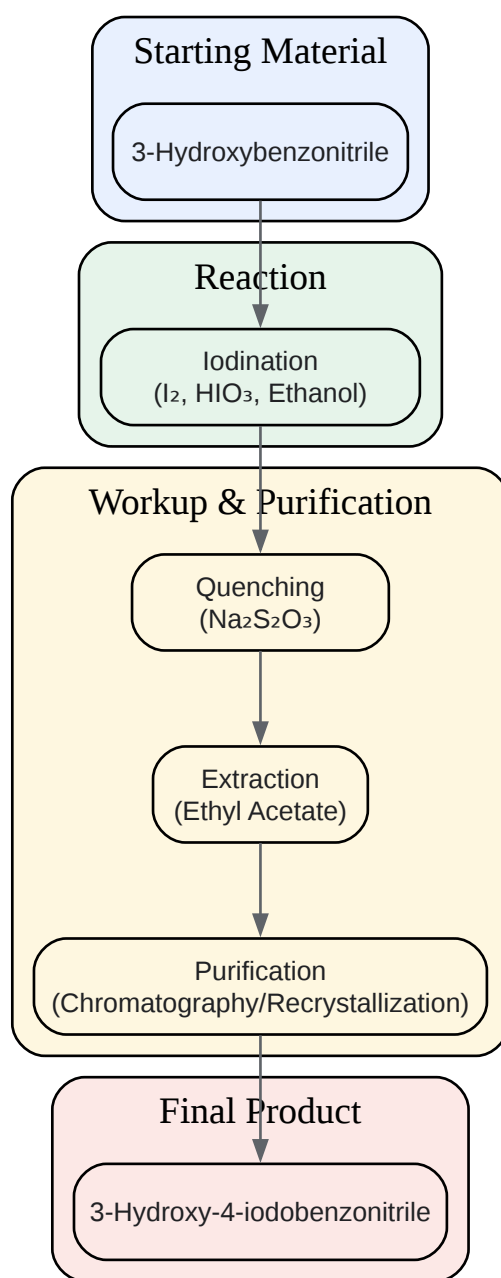 Starting Material
3-Hydroxybenzonitrile
Reaction
Iodination
(I₂, HIO₃, Ethanol)
Workup & Purification
Quenching
(Na₂S₂O₃)
Extraction
(Ethyl Acetate)
Purification
(Chromatography/Recrystallization)
Final Product
3-Hydroxy-4-iodobenzonitrile